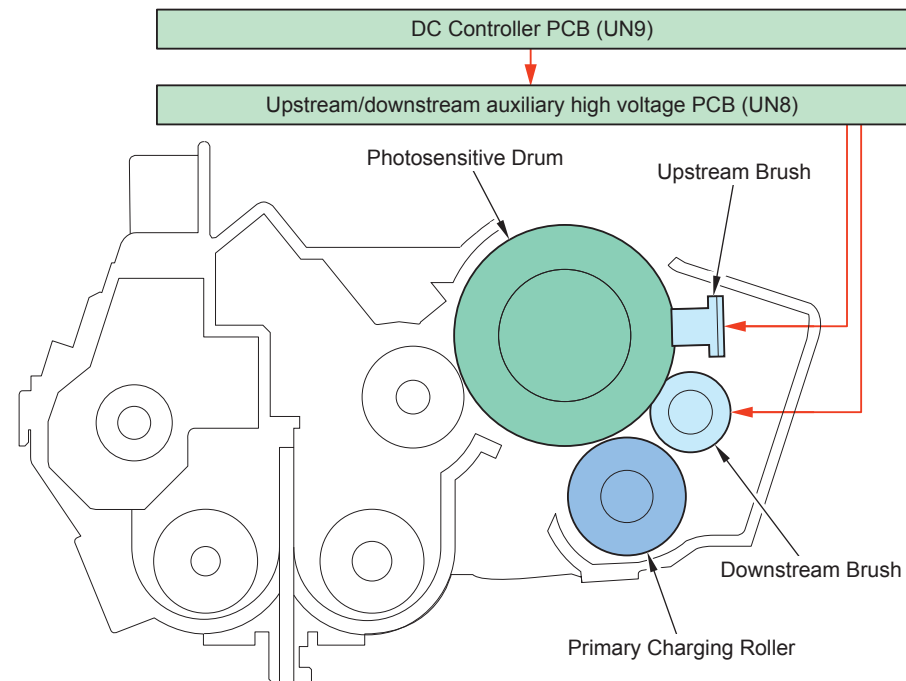 DC Controller PCB (UN9)
Upstream/downstream auxiliary high voltage PCB (UN8)
Photosensitive Drum
Upstream Brush
Downstream Brush
Primary Charging Roller